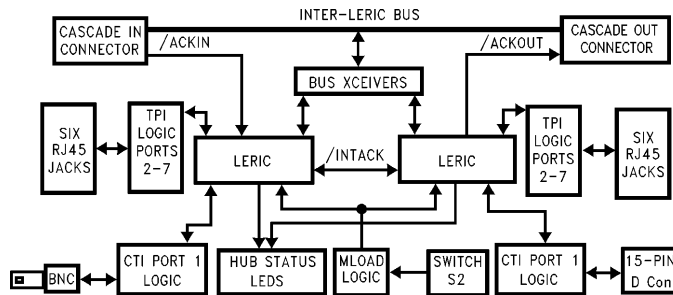 INTER-LERIC BUS
CASCADE IN
CONNECTOR
/ACKIN
/ACKOUT
CASCADE OUT
CONNECTOR
BUS XCEIVERS
SIX
RJ45
JACKS
TPI
LOGIC
PORTS
2-7
LERIC
/INTACK
LERIC
TPI
LOGIC
PORTS
2-7
SIX
RJ45
JACKS
BNC
CTI PORT 1
LOGIC
HUB STATUS
LEDS
MLOAD
LOGIC
SWITCH
S2
CTI PORT 1
LOGIC
15-PIN
D Con